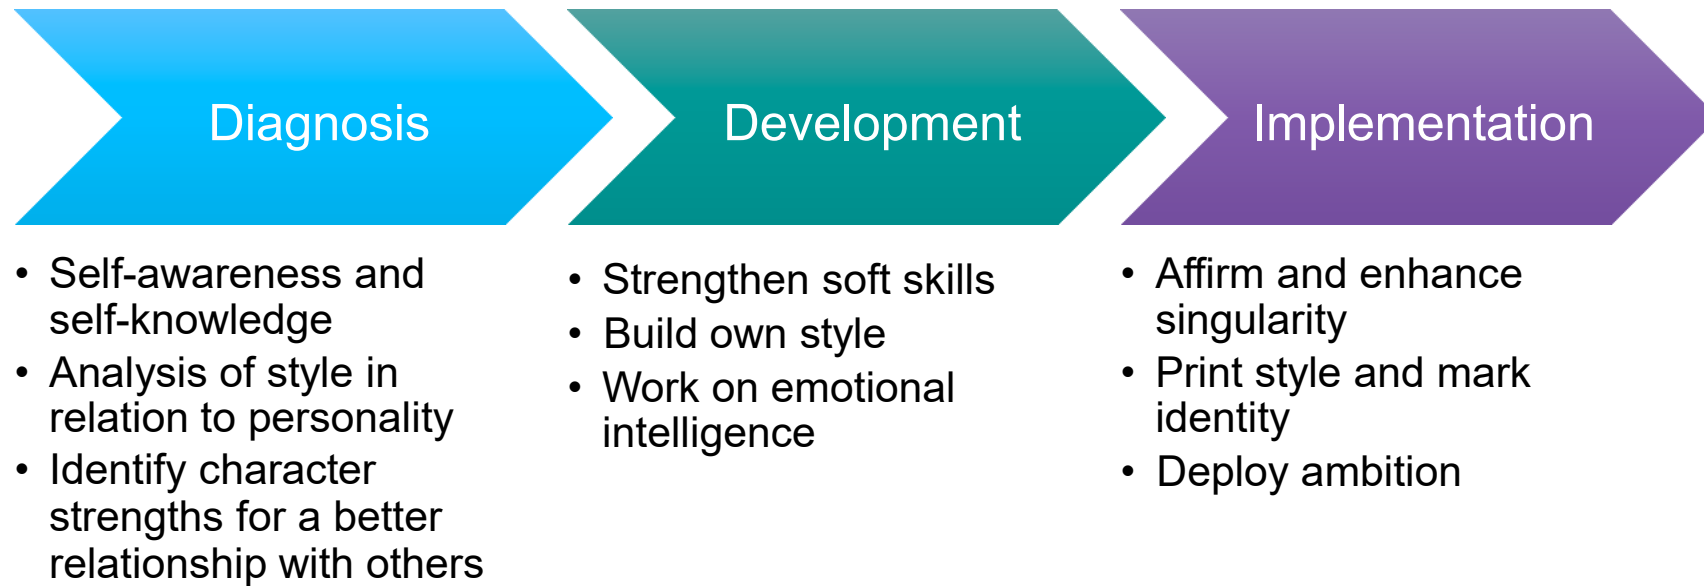 Diagnosis
• Self-awareness and
self-knowledge
• Analysis of style in
relation to personality
• Identify character
strengths for a better
relationship with others
Development
• Strengthen soft skills
• Build own style
• Work on emotional
intelligence
Implementation
• Affirm and enhance
singularity
• Print style and mark
identity
• Deploy ambition